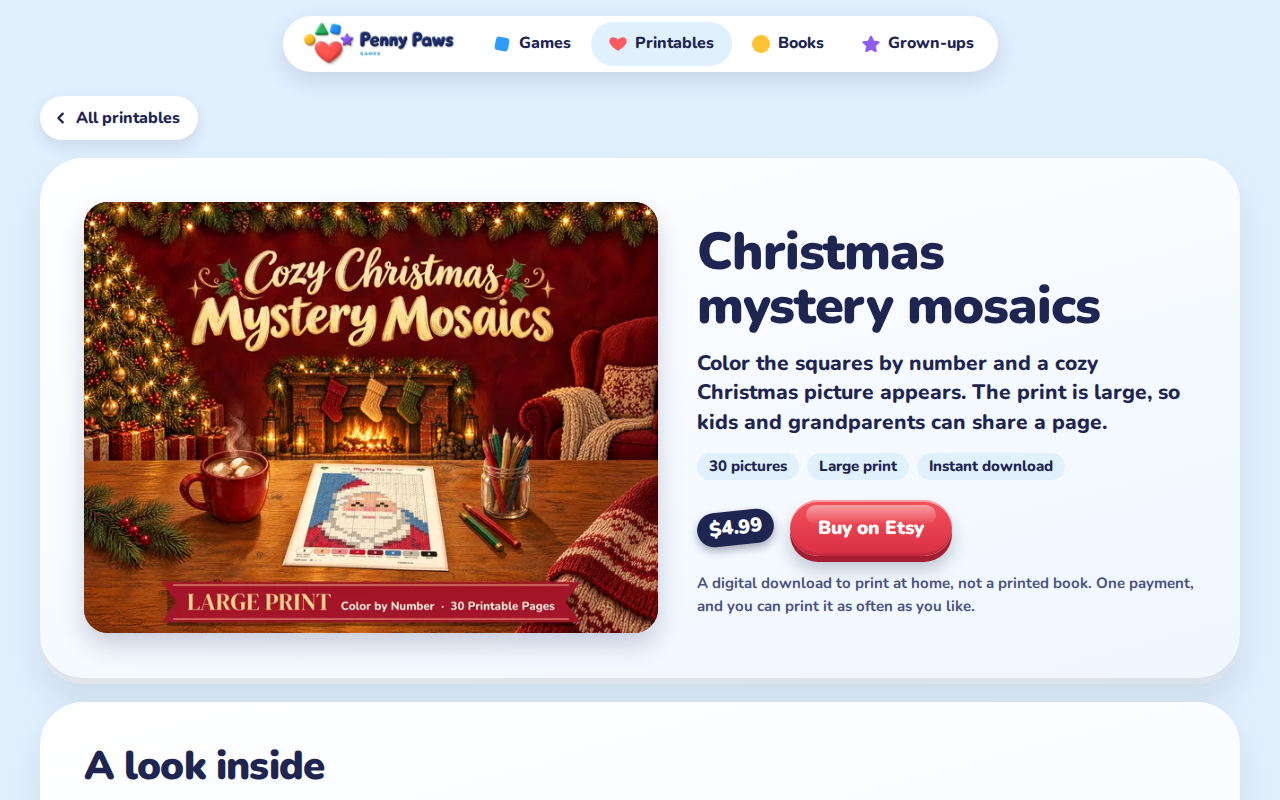 Penny Paws
GAMES
Games
Printables
Books
Grown-ups
All printables
Cozy Christmas
Mystery Mosaics
LARGE PRINT Color by Number · 30 Printable Pages
Christmas
mystery mosaics
Color the squares by number and a cozy
Christmas picture appears. The print is large, so
kids and grandparents can share a page.
30 pictures
Large print
Instant download
$4.99
Buy on Etsy
A digital download to print at home, not a printed book. One payment,
and you can print it as often as you like.
A look inside